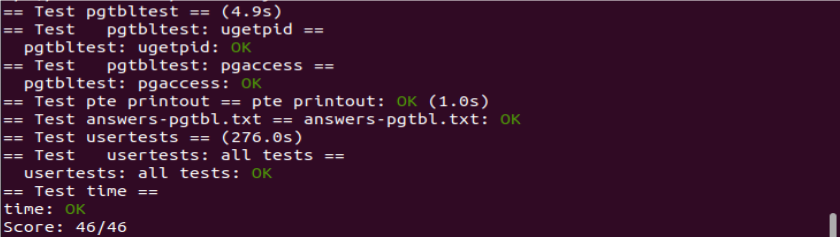 == Test pgtbltest == (4.9s)
== Test   pgtbltest: ugetpid ==
  pgtbltest: ugetpid: OK
== Test   pgtbltest: pgaccess ==
  pgtbltest: pgaccess: OK
== Test pte printout == pte printout: OK (1.0s)
== Test answers-pgtbl.txt == answers-pgtbl.txt: OK
== Test usertests == (276.0s)
== Test   usertests: all tests ==
  usertests: all tests: OK
== Test time ==
time: OK
Score: 46/46